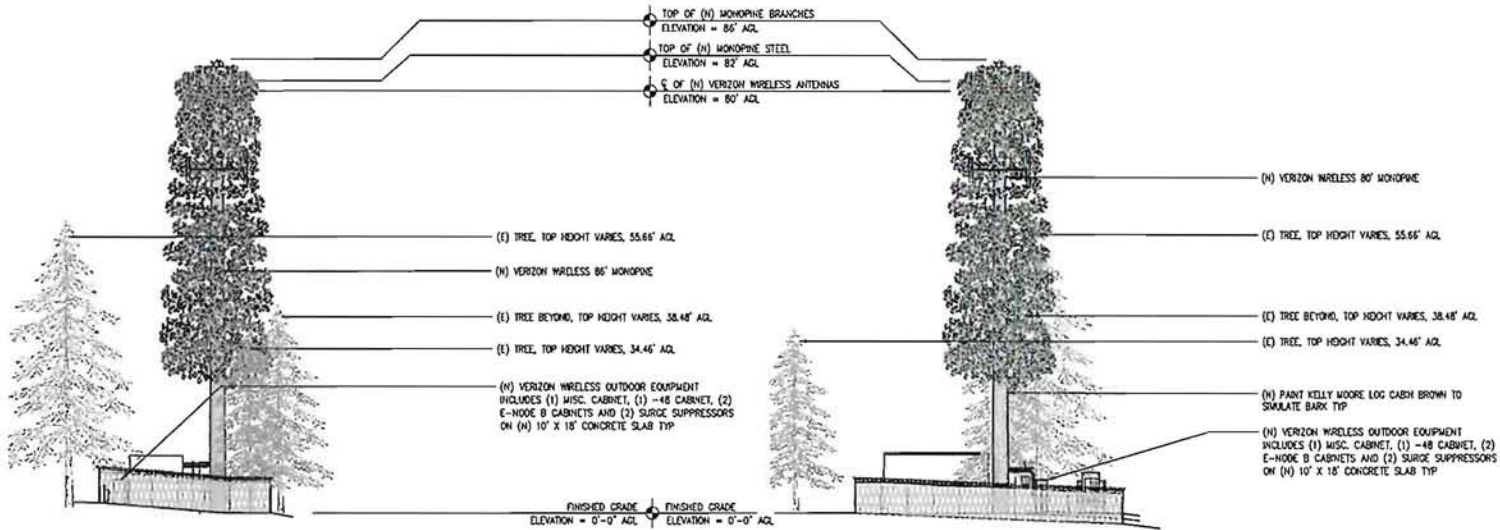 TOP OF (N) MONOPINE BRANCHES
ELEVATION = 86' AGL
TOP OF (N) MONOPINE STEEL
ELEVATION = 82' AGL
℄ OF (N) VERIZON WIRELESS ANTENNAS
ELEVATION = 80' AGL
(E) TREE, TOP HEIGHT VARIES, 55.66' AGL
(N) VERIZON WIRELESS 86' MONOPINE
(E) TREE BEYOND, TOP HEIGHT VARIES, 38.48' AGL
(E) TREE, TOP HEIGHT VARIES, 34.46' AGL
(N) VERIZON WIRELESS OUTDOOR EQUIPMENT
INCLUDES (1) MISC. CABINET, (1) -48 CABINET, (2)
E-NODE B CABINETS AND (2) SURGE SUPPRESSORS
ON (N) 10' X 18' CONCRETE SLAB TYP
(N) VERIZON WIRELESS 80' MONOPINE
(E) TREE, TOP HEIGHT VARIES, 55.66' AGL
(E) TREE BEYOND, TOP HEIGHT VARIES, 38.48' AGL
(E) TREE, TOP HEIGHT VARIES, 34.46' AGL
(N) PAINT KELLY MOORE LOG CABIN BROWN TO
SIMULATE BARK TYP
(N) VERIZON WIRELESS OUTDOOR EQUIPMENT
INCLUDES (1) MISC. CABINET, (1) -48 CABINET, (2)
E-NODE B CABINETS AND (2) SURGE SUPPRESSORS
ON (N) 10' X 18' CONCRETE SLAB TYP
FINISHED GRADE
ELEVATION = 0'-0" AGL
FINISHED GRADE
ELEVATION = 0'-0" AGL